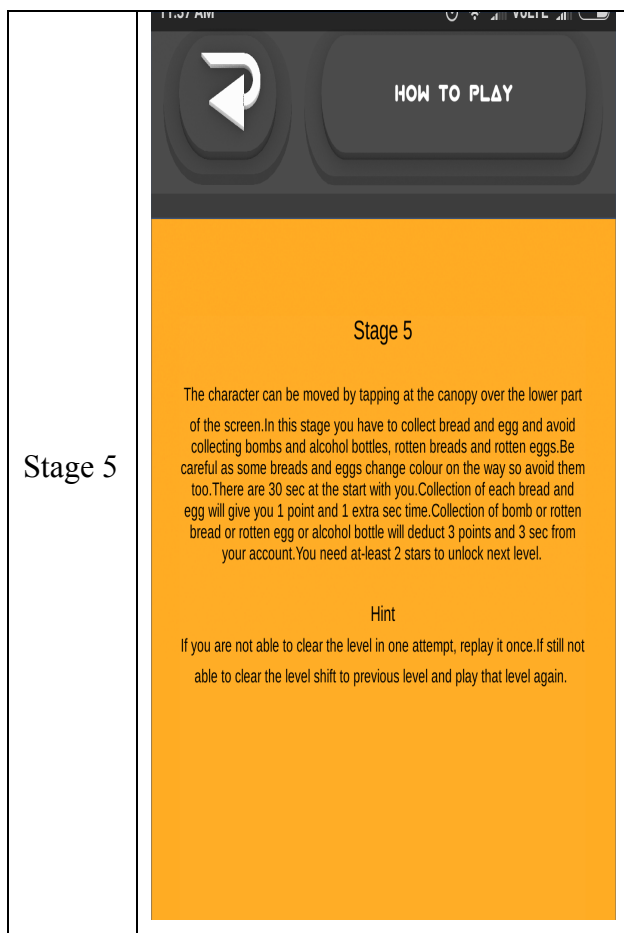 11:37 AM
VOLTE
HOW TO PLAY
Stage 5
Stage 5
The character can be moved by tapping at the canopy over the lower part
of the screen.In this stage you have to collect bread and egg and avoid
collecting bombs and alcohol bottles, rotten breads and rotten eggs.Be
careful as some breads and eggs change colour on the way so avoid them
too.There are 30 sec at the start with you.Collection of each bread and
egg will give you 1 point and 1 extra sec time.Collection of bomb or rotten
bread or rotten egg or alcohol bottle will deduct 3 points and 3 sec from
your account.You need at-least 2 stars to unlock next level.
Hint
If you are not able to clear the level in one attempt, replay it once.If still not
able to clear the level shift to previous level and play that level again.